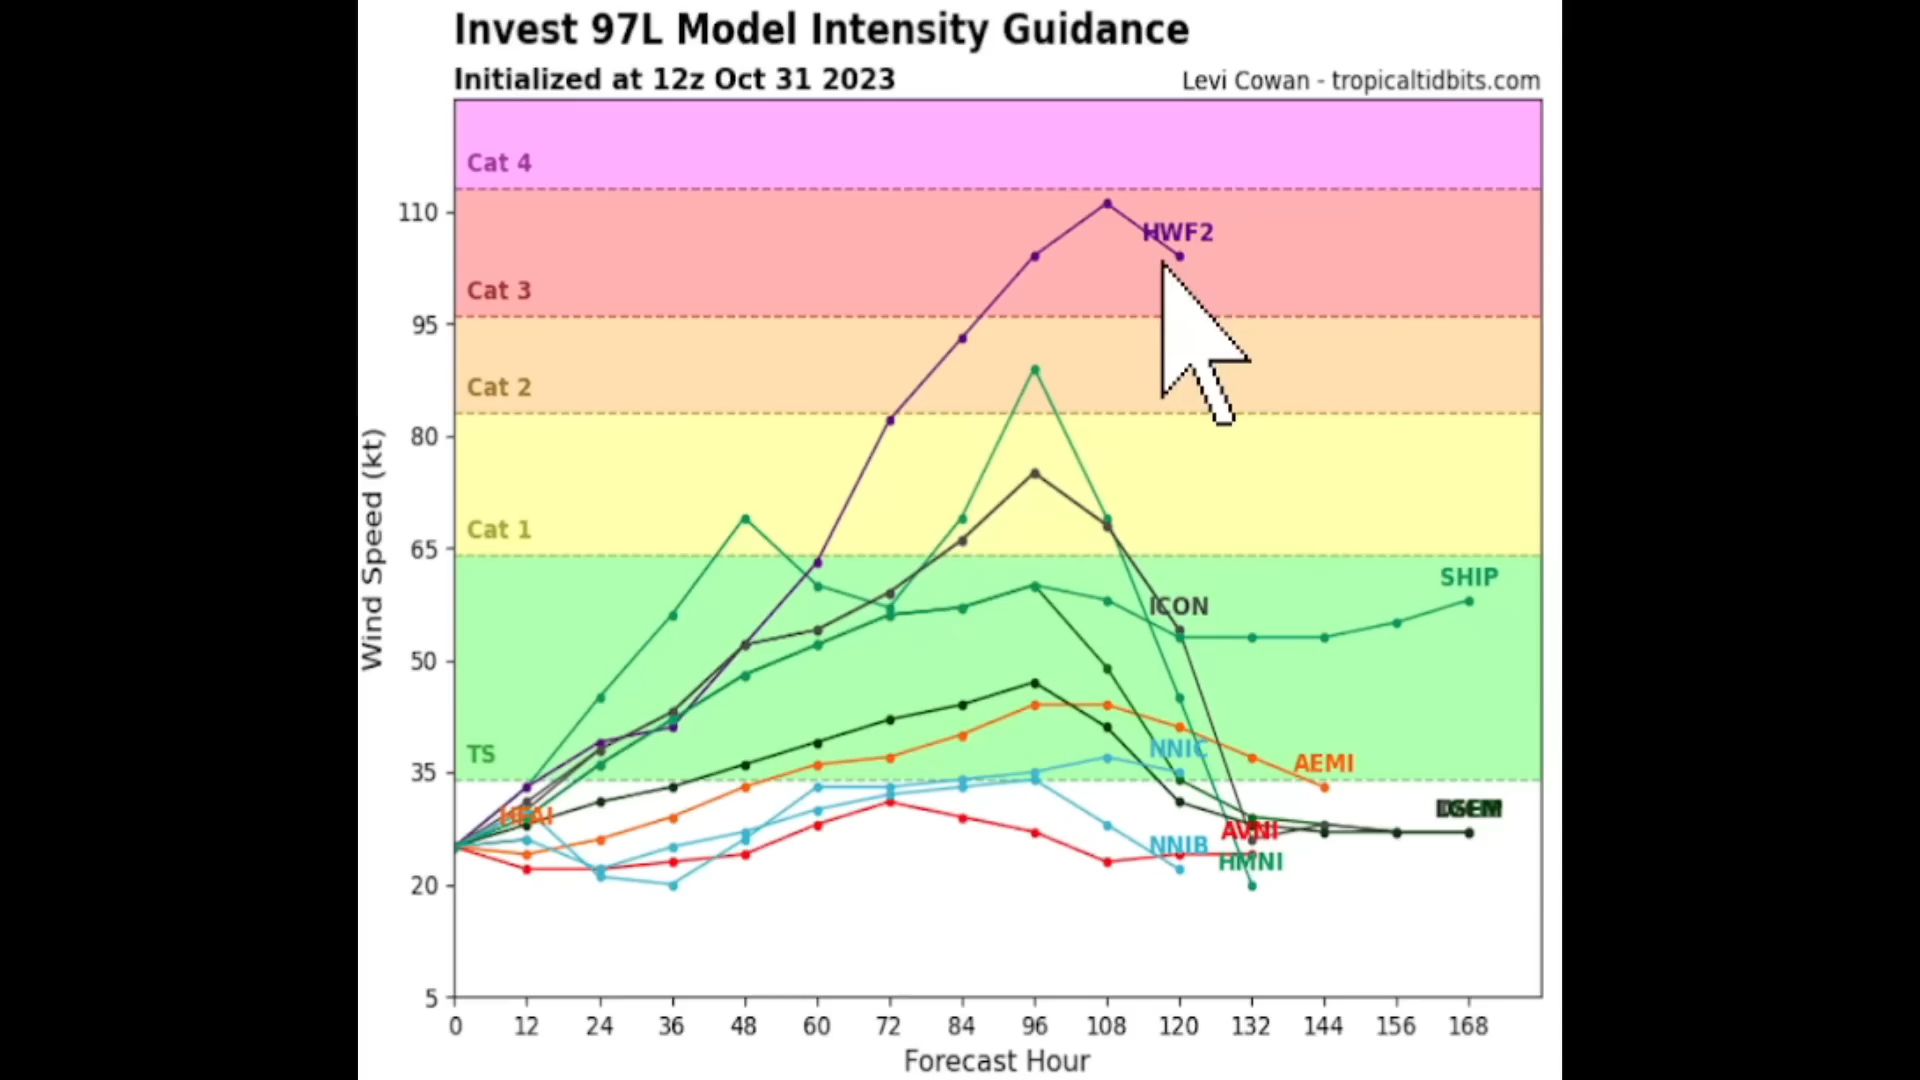 Invest 97L Model Intensity Guidance
Initialized at 12z Oct 31 2023
Levi Cowan - tropicaltidbits.com
Cat 4
110
HWF2
Cat 3
95
Cat 2
80
Cat 1
65
SHIP
ICON
50
NNIC
TS
AEMI
35
HFAI
AVNI
NNIB
HMNI
20
5
Wind Speed (kt)
0 12 24 36 48 60 72 84 96 108 120 132 144 156 168
Forecast Hour